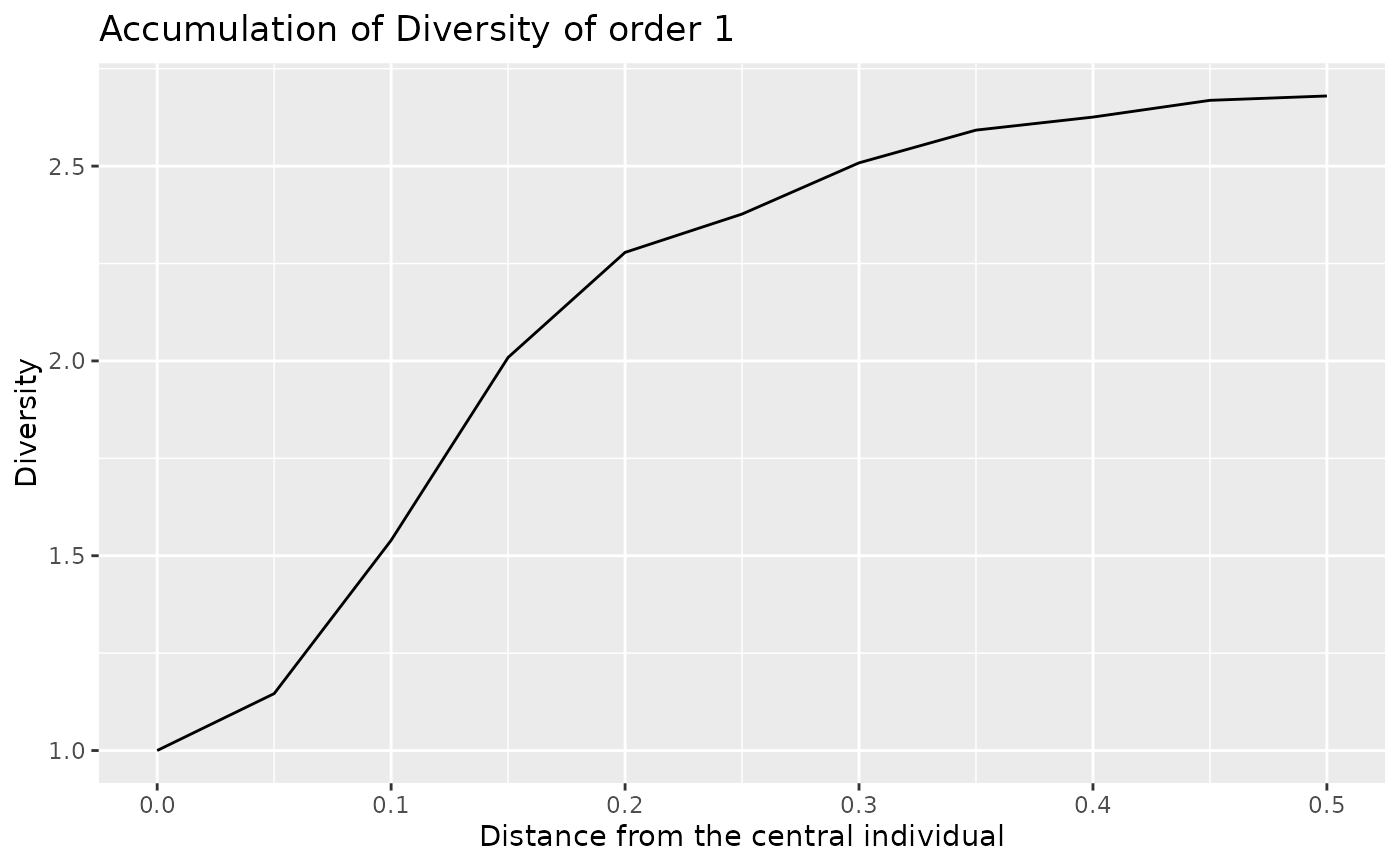 Accumulation of Diversity of order 1
Diversity
2.5
2.0
1.5
1.0
0.0 0.1 0.2 0.3 0.4 0.5
Distance from the central individual